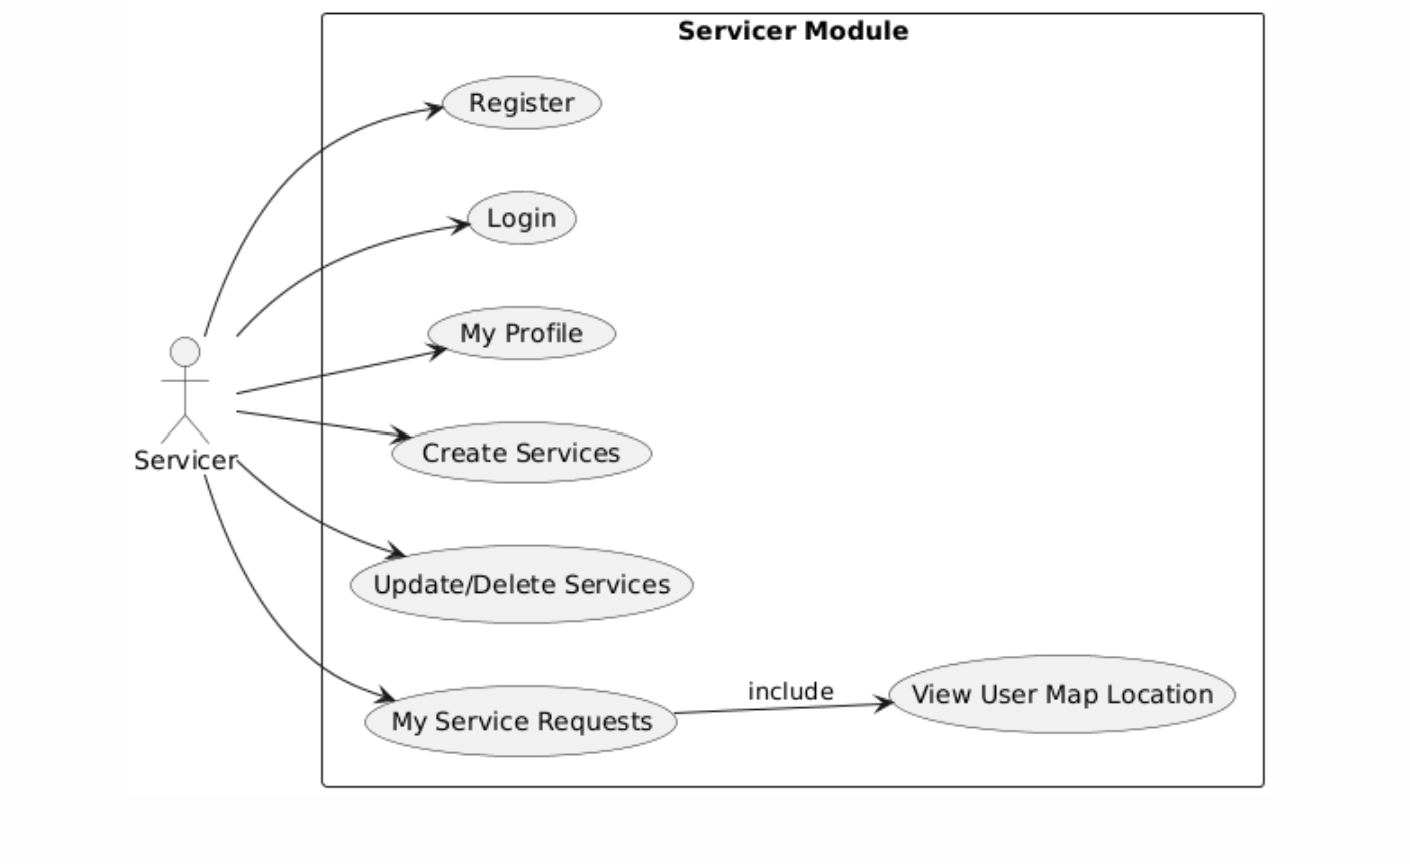 Servicer Module
Register
Login
My Profile
Create Services
Servicer
Update/Delete Services
include
View User Map Location
My Service Requests